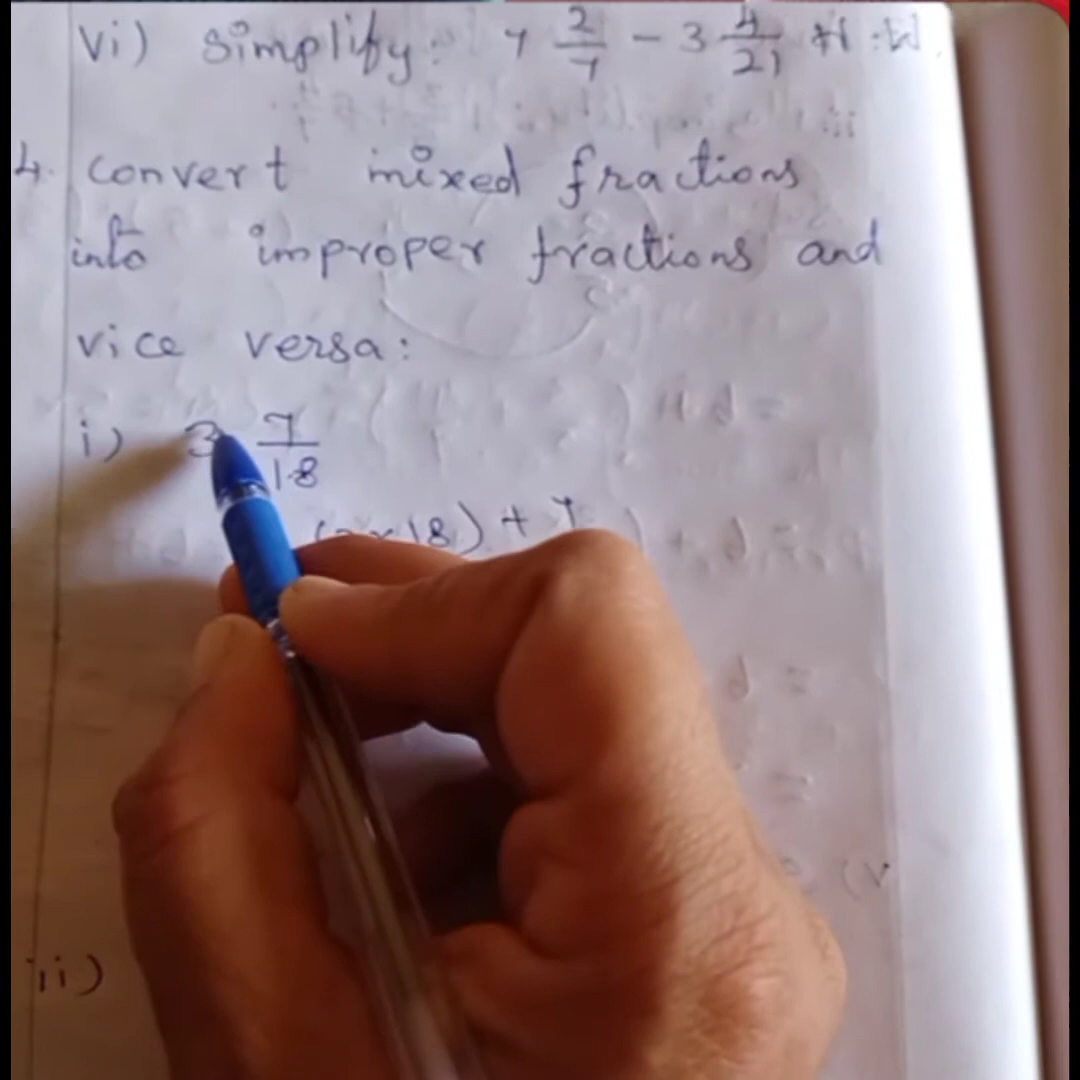 vi) simplify: 7 2/7 - 3 4/21
4. convert mixed fractions
into improper fractions and
vice versa:
i) 3 7/18
×18) + 7
ii)